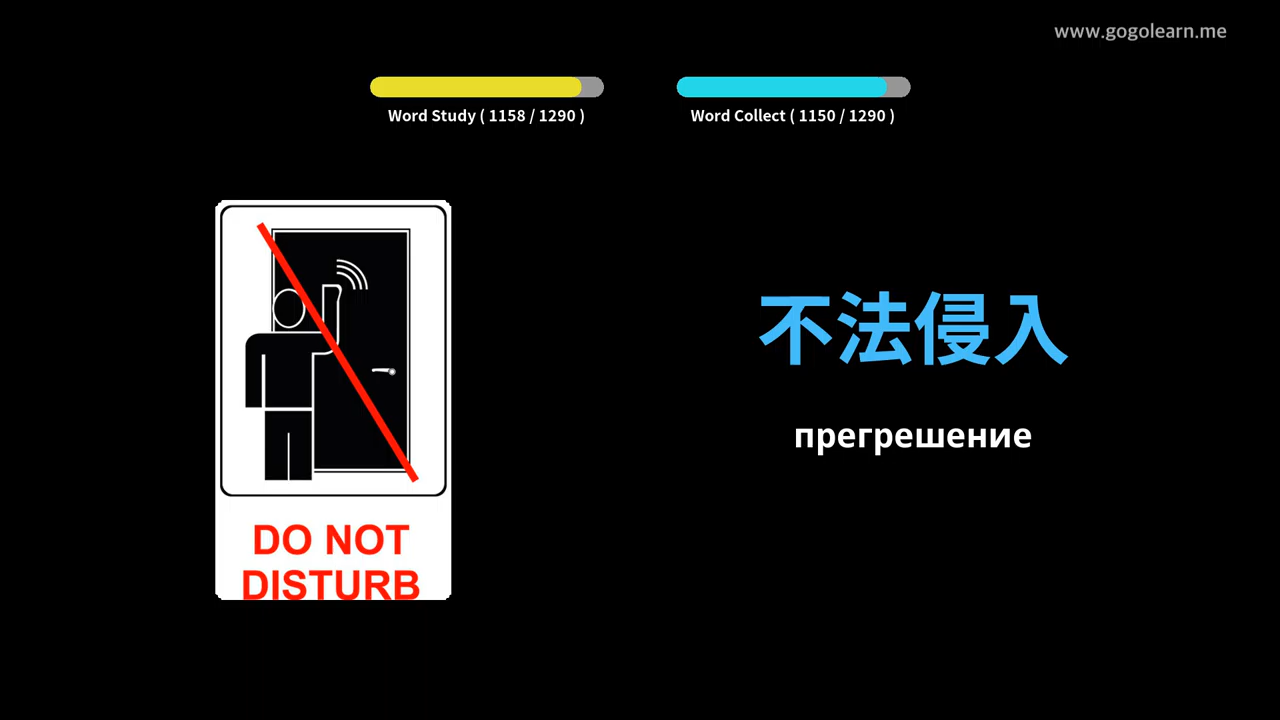 www.gogolearn.me
Word Study ( 1158 / 1290 )
Word Collect ( 1150 / 1290 )
DO NOT
DISTURB
不法侵入
прегрешение